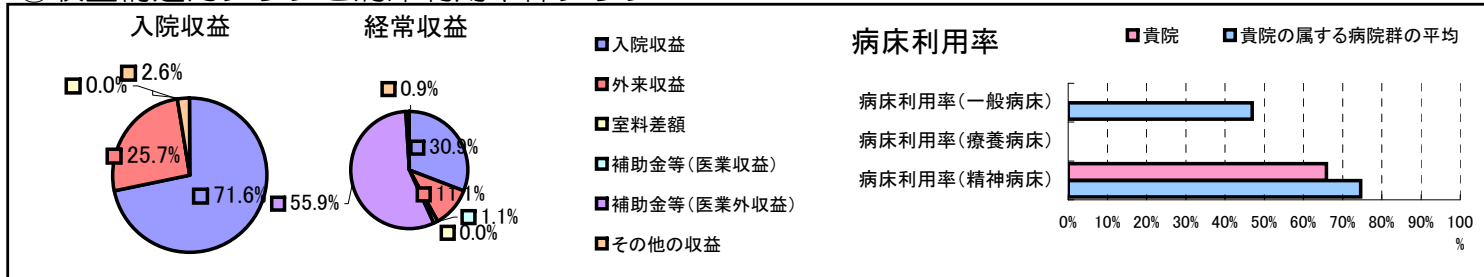 入院収益
2.6%
0.0%
25.7%
71.6%
経常収益
0.9%
30.9%
11.1%
1.1%
0.0%
55.9%
入院収益
外来収益
室料差額
補助金等(医業収益)
補助金等(医業外収益)
その他の収益
病床利用率
貴院
貴院の属する病院群の平均
病床利用率(一般病床)
病床利用率(療養病床)
病床利用率(精神病床)
0% 10% 20% 30% 40% 50% 60% 70% 80% 90% 100
%